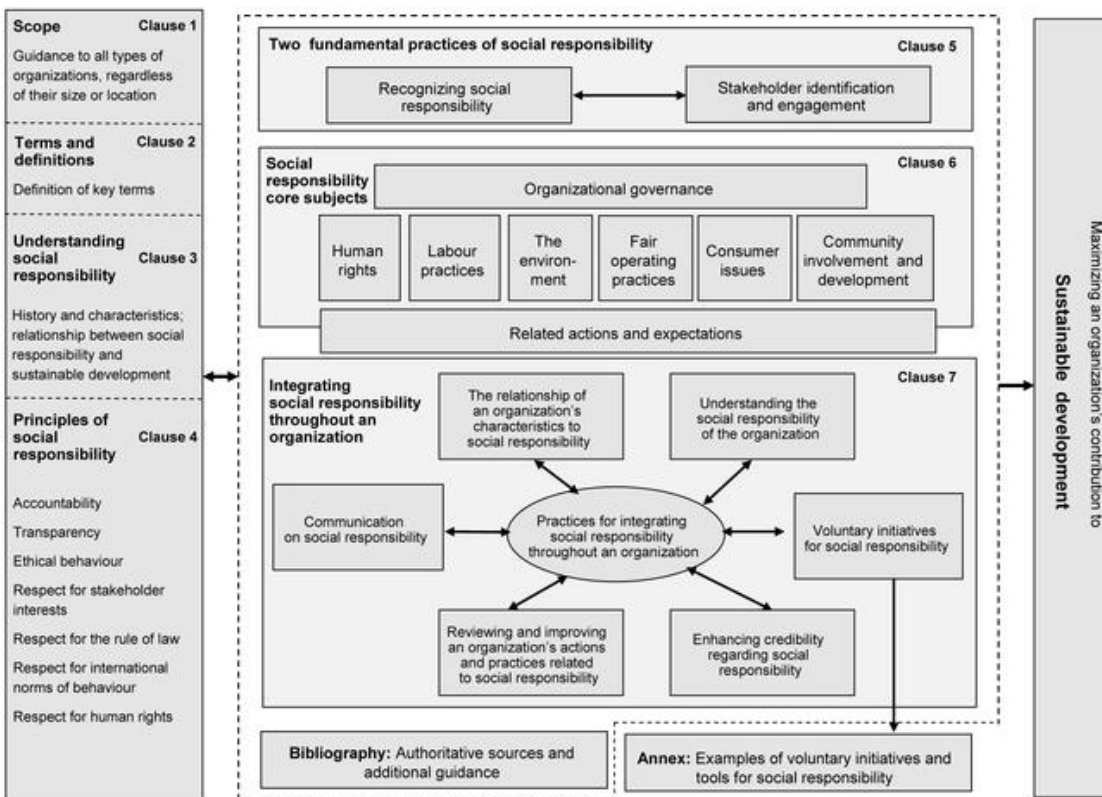 Scope Clause 1
Guidance to all types of
organizations, regardless
of their size or location
Terms and Clause 2
definitions
Definition of key terms
Understanding
social Clause 3
responsibility
History and characteristics;
relationship between social
responsibility and
sustainable development
Principles of
social Clause 4
responsibility
Accountability
Transparency
Ethical behaviour
Respect for stakeholder
interests
Respect for the rule of law
Respect for international
norms of behaviour
Respect for human rights
Two fundamental practices of social responsibility Clause 5
Recognizing social
responsibility
Stakeholder identification
and engagement
Social Clause 6
responsibility
core subjects
Organizational governance
Human
rights
Labour
practices
The
environ-
ment
Fair
operating
practices
Consumer
issues
Community
involvement and
development
Related actions and expectations
Integrating Clause 7
social responsibility
throughout an
organization
The relationship of
an organization's
characteristics to
social responsibility
Understanding the
social responsibility
of the organization
Communication
on social responsibility
Practices for integrating
social responsibility
throughout an organization
Voluntary initiatives
for social responsibility
Reviewing and improving
an organization's actions
and practices related
to social responsibility
Enhancing credibility
regarding social
responsibility
Bibliography: Authoritative sources and
additional guidance
Annex: Examples of voluntary initiatives and
tools for social responsibility
Maximizing an organization's contribution to
Sustainable development